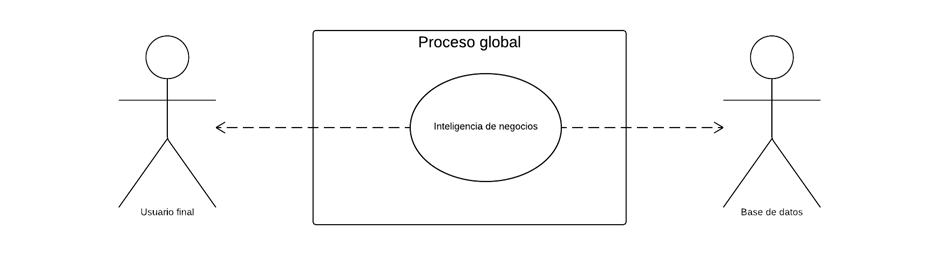 Proceso global
Inteligencia de negocios
Usuario final
Base de datos